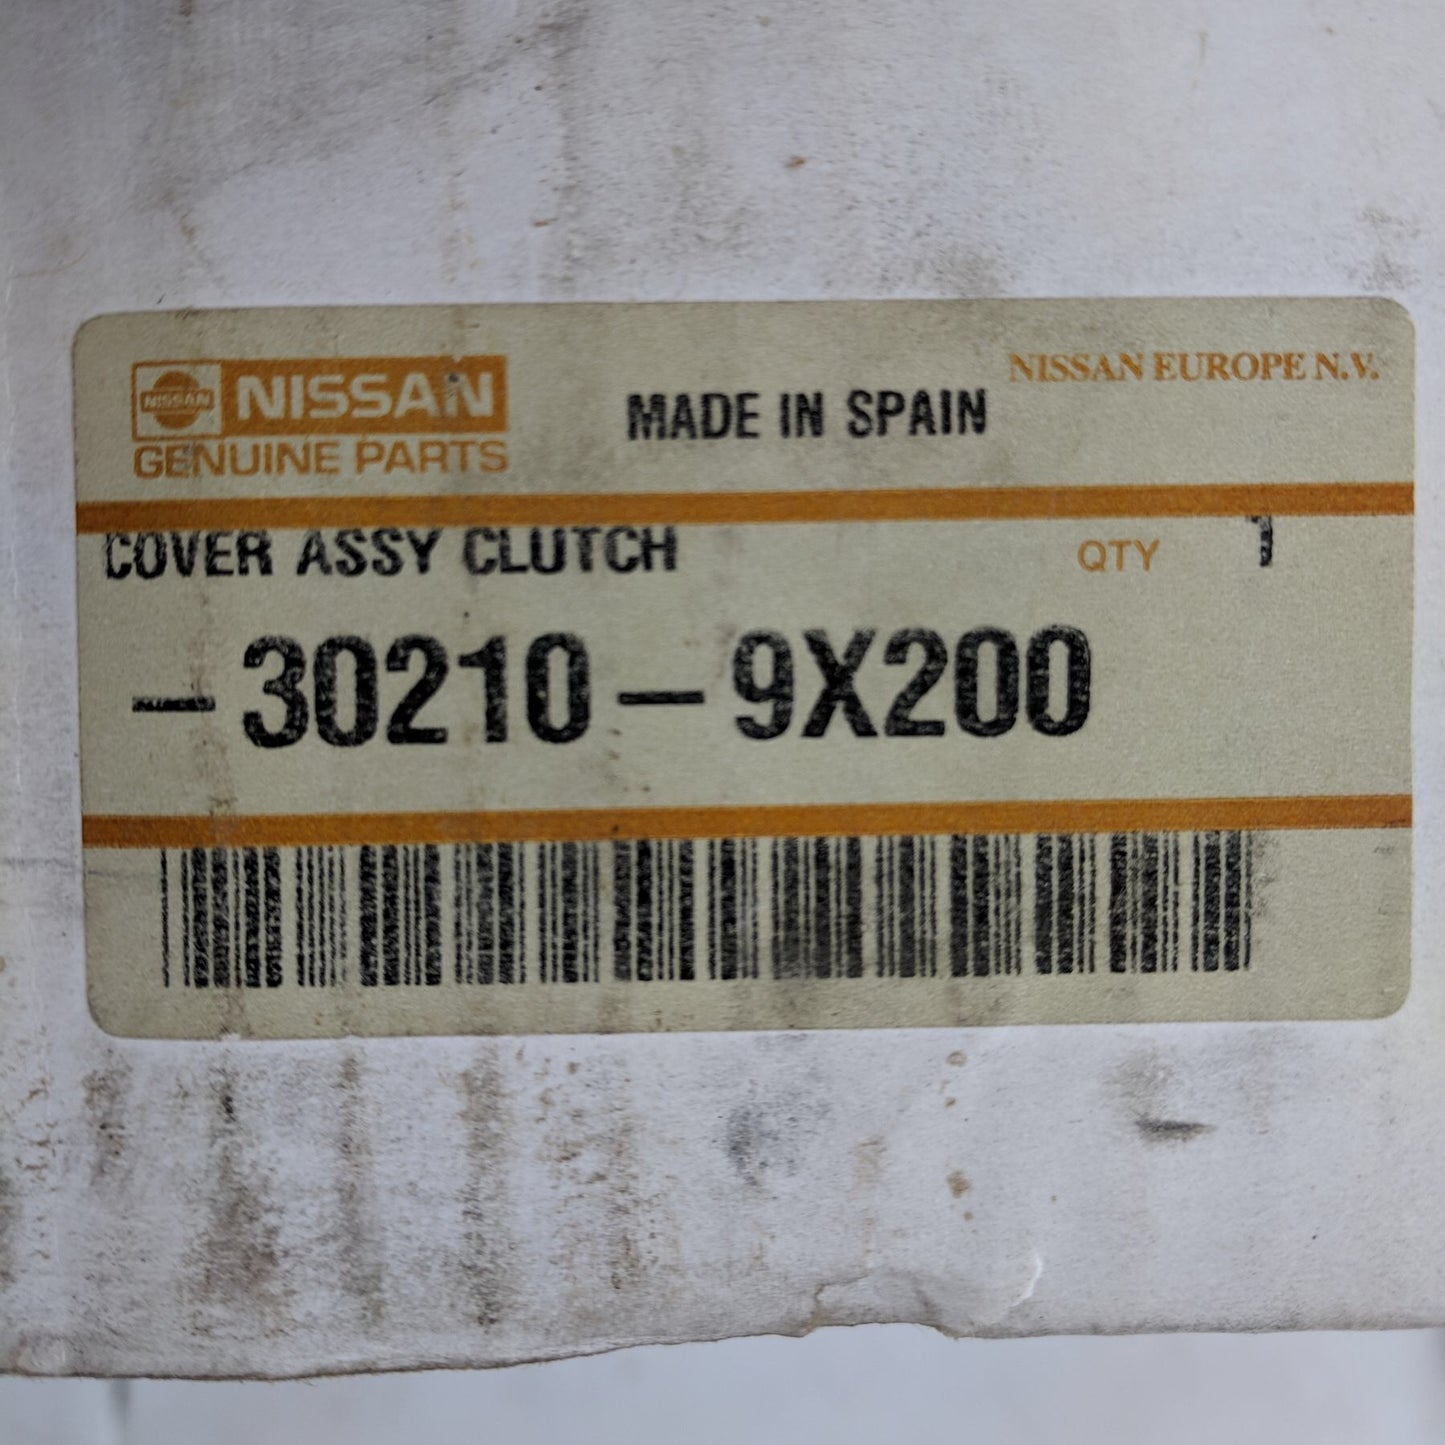 NISSAN NISSAN
GENUINE PARTS
MADE IN SPAIN
NISSAN EUROPE N.V.
COVER ASSY CLUTCH QTY 1
-30210-9X200